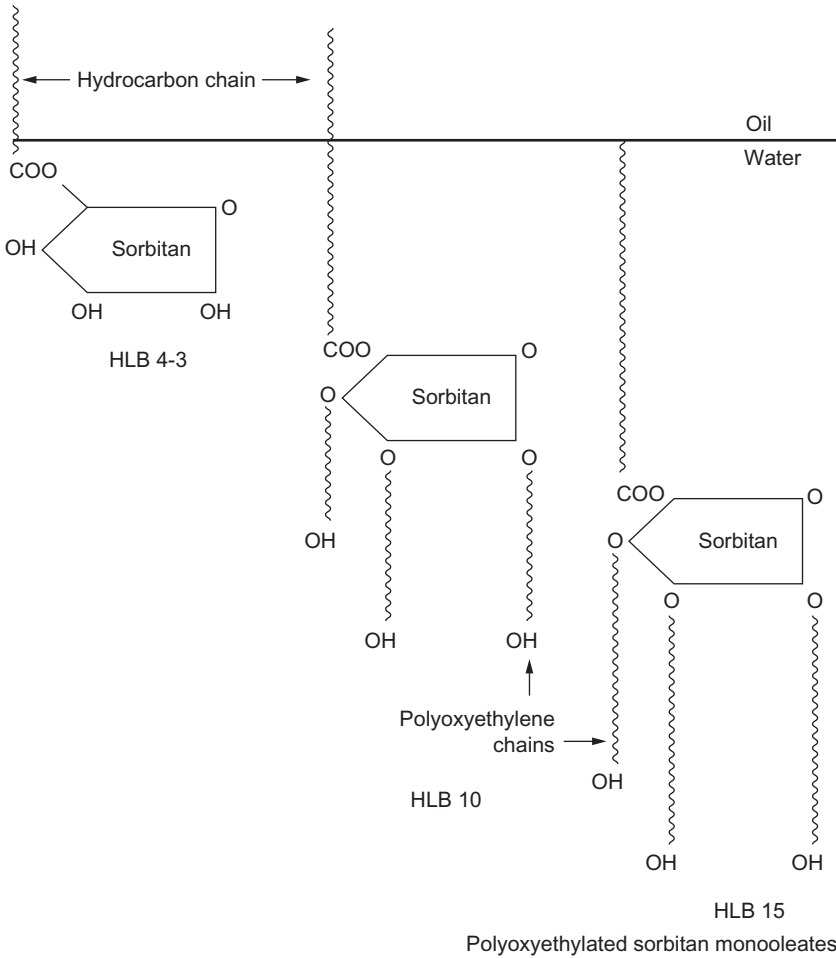 Hydrocarbon chain
Oil
Water
COO
O
OH
Sorbitan
OH
OH
HLB 4-3
COO
O
O
Sorbitan
O
O
OH
OH
OH
Polyoxyethylene
chains
HLB 10
COO
O
O
Sorbitan
O
O
OH
OH
OH
HLB 15
Polyoxyethylated sorbitan monooleates